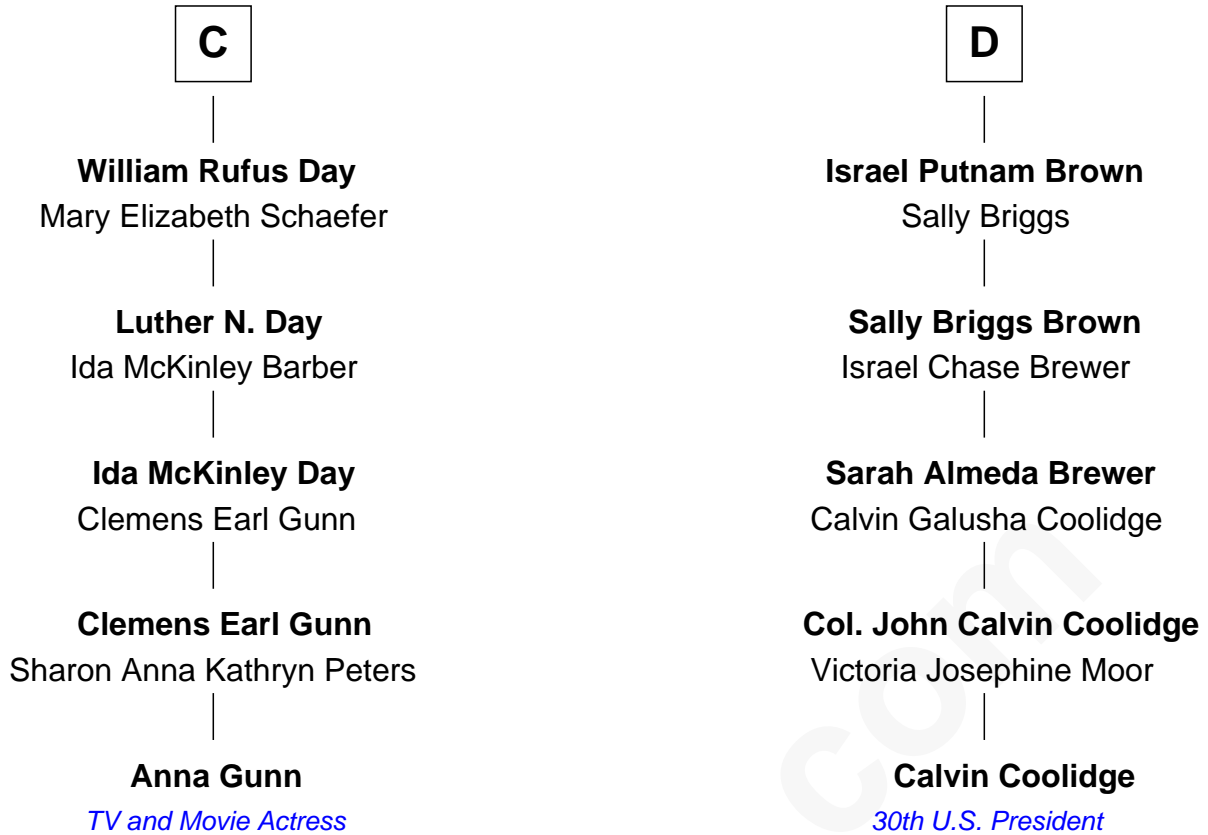 C
William Rufus Day
Mary Elizabeth Schaefer
Luther N. Day
Ida McKinley Barber
Ida McKinley Day
Clemens Earl Gunn
Clemens Earl Gunn
Sharon Anna Kathryn Peters
Anna Gunn
TV and Movie Actress
D
Israel Putnam Brown
Sally Briggs
Sally Briggs Brown
Israel Chase Brewer
Sarah Almeda Brewer
Calvin Galusha Coolidge
Col. John Calvin Coolidge
Victoria Josephine Moor
Calvin Coolidge
30th U.S. President
com